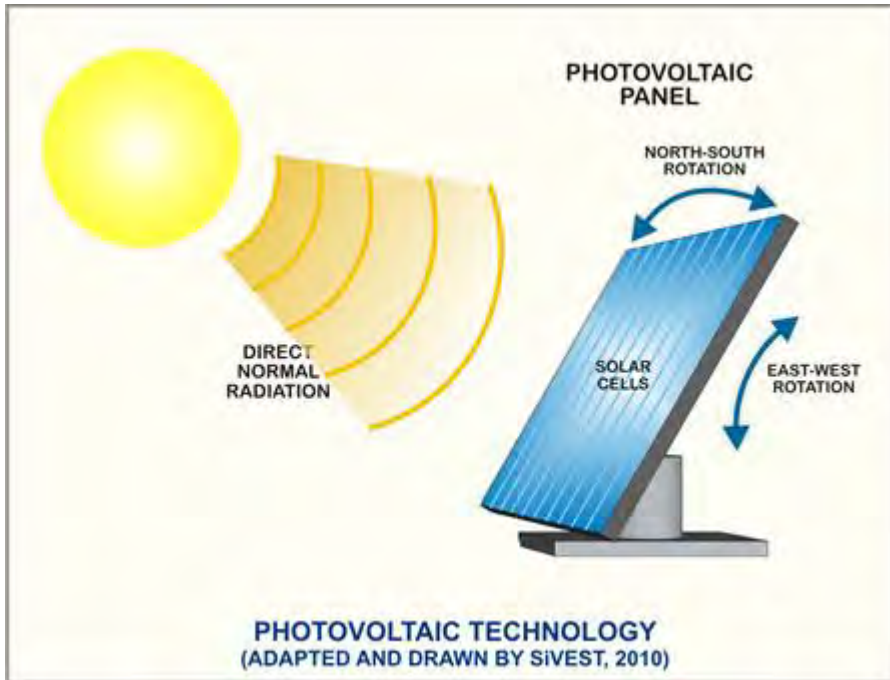 PHOTOVOLTAIC
PANEL
NORTH-SOUTH
ROTATION
DIRECT
NORMAL
RADIATION
SOLAR
CELLS
EAST-WEST
ROTATION
PHOTOVOLTAIC TECHNOLOGY
(ADAPTED AND DRAWN BY SiVEST, 2010)